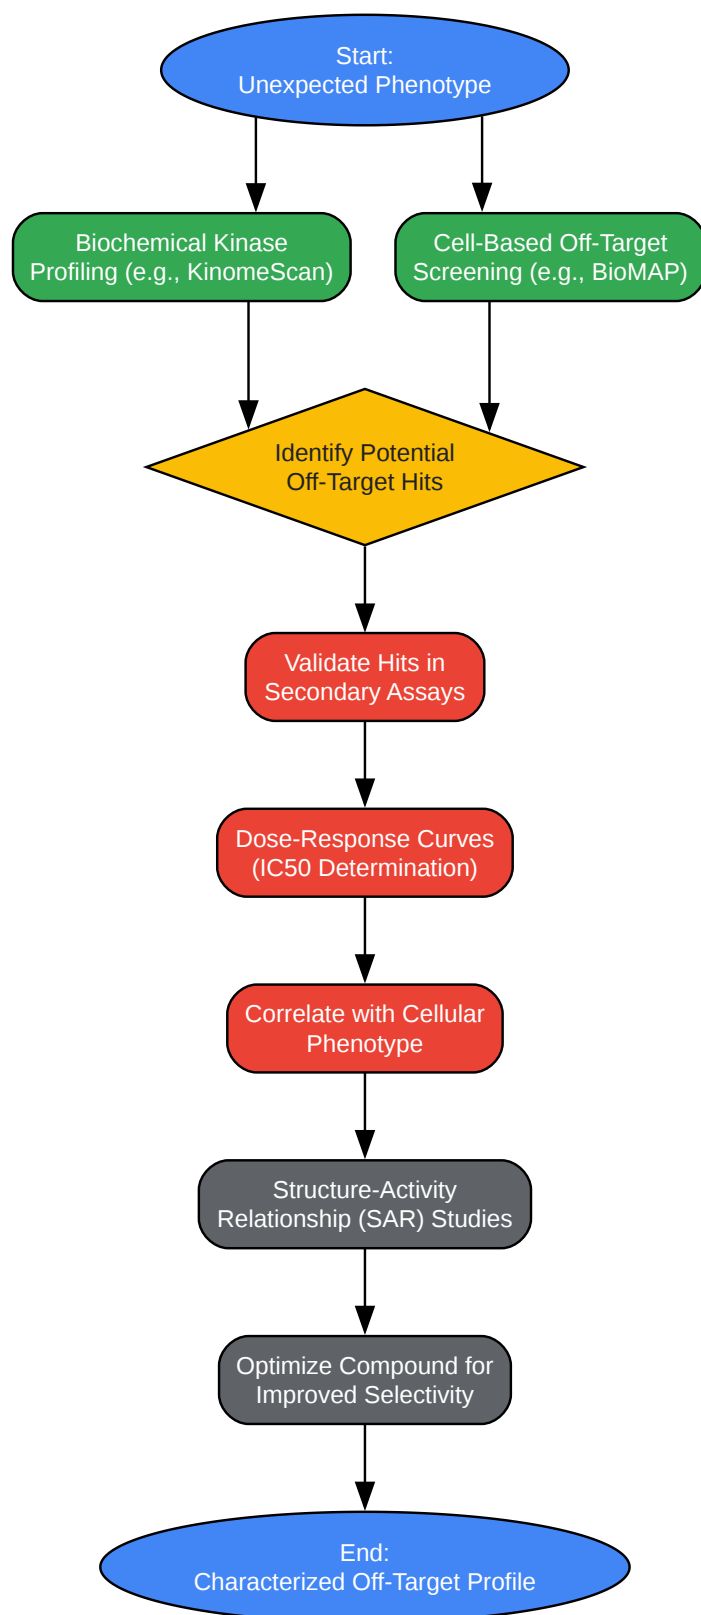 Start:
Unexpected Phenotype
Biochemical Kinase
Profiling (e.g., KinomeScan)
Cell-Based Off-Target
Screening (e.g., BioMAP)
Identify Potential
Off-Target Hits
Validate Hits in
Secondary Assays
Dose-Response Curves
(IC50 Determination)
Correlate with Cellular
Phenotype
Structure-Activity
Relationship (SAR) Studies
Optimize Compound for
Improved Selectivity
End:
Characterized Off-Target Profile